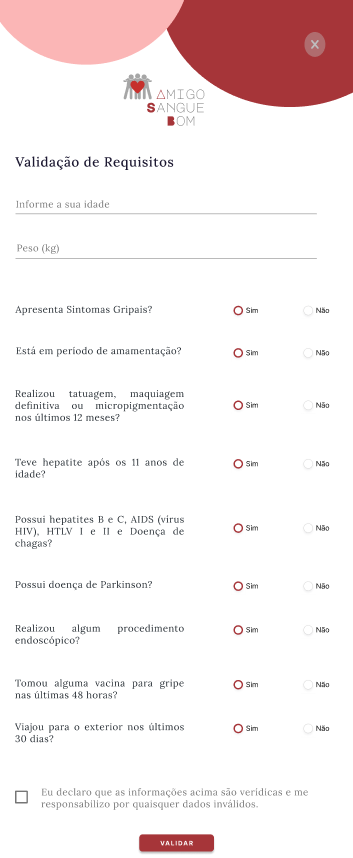 X
AMIGO
SANGUE
BOM
Validação de Requisitos
Informe a sua idade
Peso (kg)
Apresenta Sintomas Gripais? Sim Não
Está em período de amamentação? Sim Não
Realizou tatuagem, maquiagem
definitiva ou micropigmentação
nos últimos 12 meses? Sim Não
Teve hepatite após os 11 anos de
idade? Sim Não
Possui hepatites B e C, AIDS (vírus
HIV), HTLV I e II e Doença de
chagas? Sim Não
Possui doença de Parkinson? Sim Não
Realizou algum procedimento
endoscópico? Sim Não
Tomou alguma vacina para gripe
nas últimas 48 horas? Sim Não
Viajou para o exterior nos últimos
30 dias? Sim Não
Eu declaro que as informações acima são verídicas e me
responsabilizo por quaisquer dados inválidos.
VALIDAR